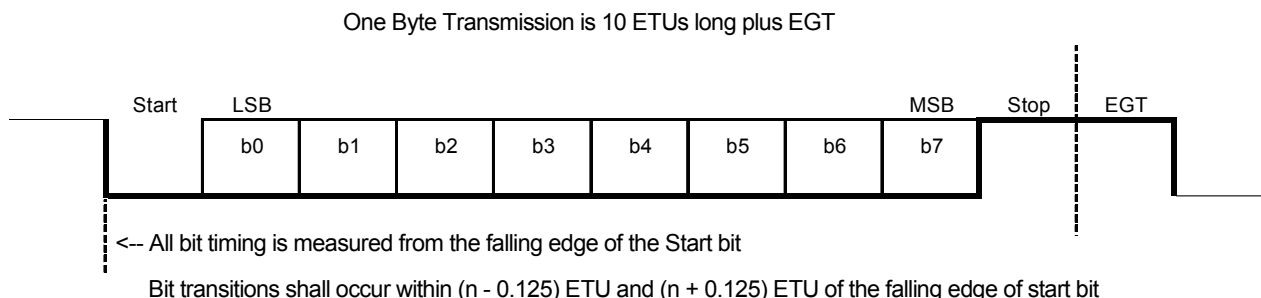 One Byte Transmission is 10 ETUs long plus EGT
Start LSB MSB Stop EGT
b0 b1 b2 b3 b4 b5 b6 b7
<-- All bit timing is measured from the falling edge of the Start bit
Bit transitions shall occur within (n - 0.125) ETU and (n + 0.125) ETU of the falling edge of start bit